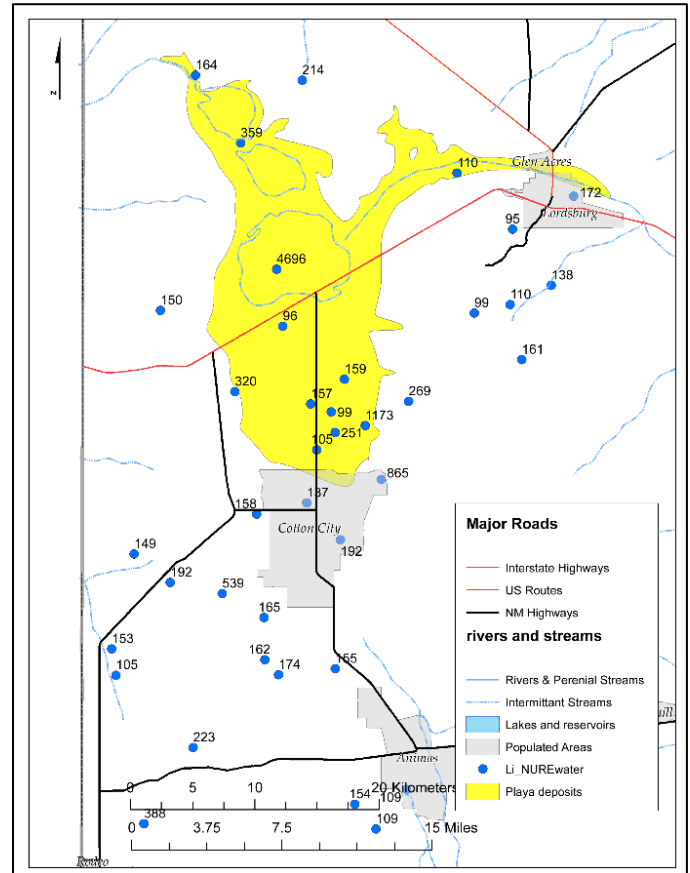 164
214
359
110
Glen Acres
172
Lordsburg
95
4696
138
150
110
99
96
161
159
320
157
269
99
1173
251
105
865
137
158
Cotton City
192
149
192
539
165
153
162
105
174
155
223
Animas
0 5 10 20 Kilometers
109
154
388
109
0 3.75 7.5 15 Miles
Rodeo
Major Roads
Interstate Highways
US Routes
NM Highways
rivers and streams
Rivers & Perenial Streams
Intermittant Streams
Lakes and reservoirs
Populated Areas
Li_NUREwater
Playa deposits
z